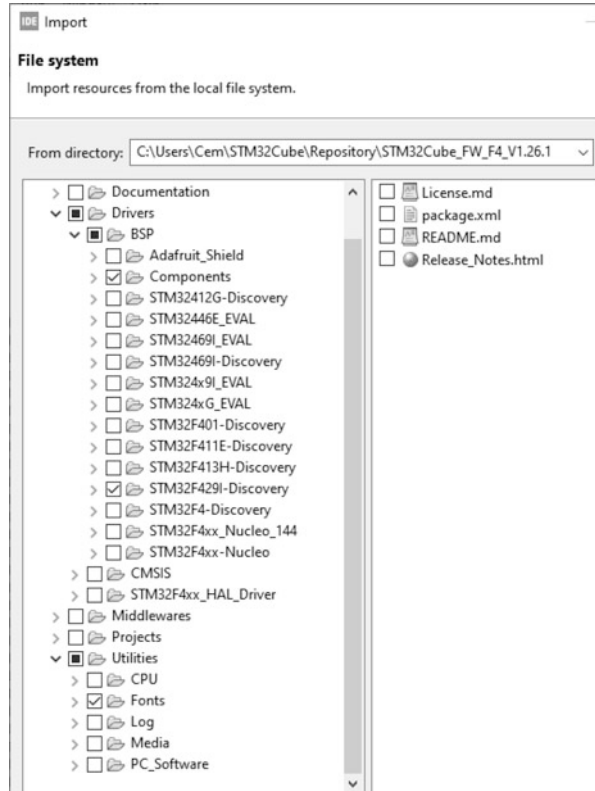 IDE Import
File system
Import resources from the local file system.
From directory: C:\Users\Cem\STM32Cube\Repository\STM32Cube_FW_F4_V1.26.1
Documentation
Drivers
BSP
Adafruit_Shield
Components
STM32412G-Discovery
STM32446E_EVAL
STM32469I_EVAL
STM32469I-Discovery
STM324x9I_EVAL
STM324xG_EVAL
STM32F401-Discovery
STM32F411E-Discovery
STM32F413H-Discovery
STM32F429I-Discovery
STM32F4-Discovery
STM32F4xx_Nucleo_144
STM32F4xx-Nucleo
CMSIS
STM32F4xx_HAL_Driver
Middlewares
Projects
Utilities
CPU
Fonts
Log
Media
PC_Software
License.md
package.xml
README.md
Release_Notes.html